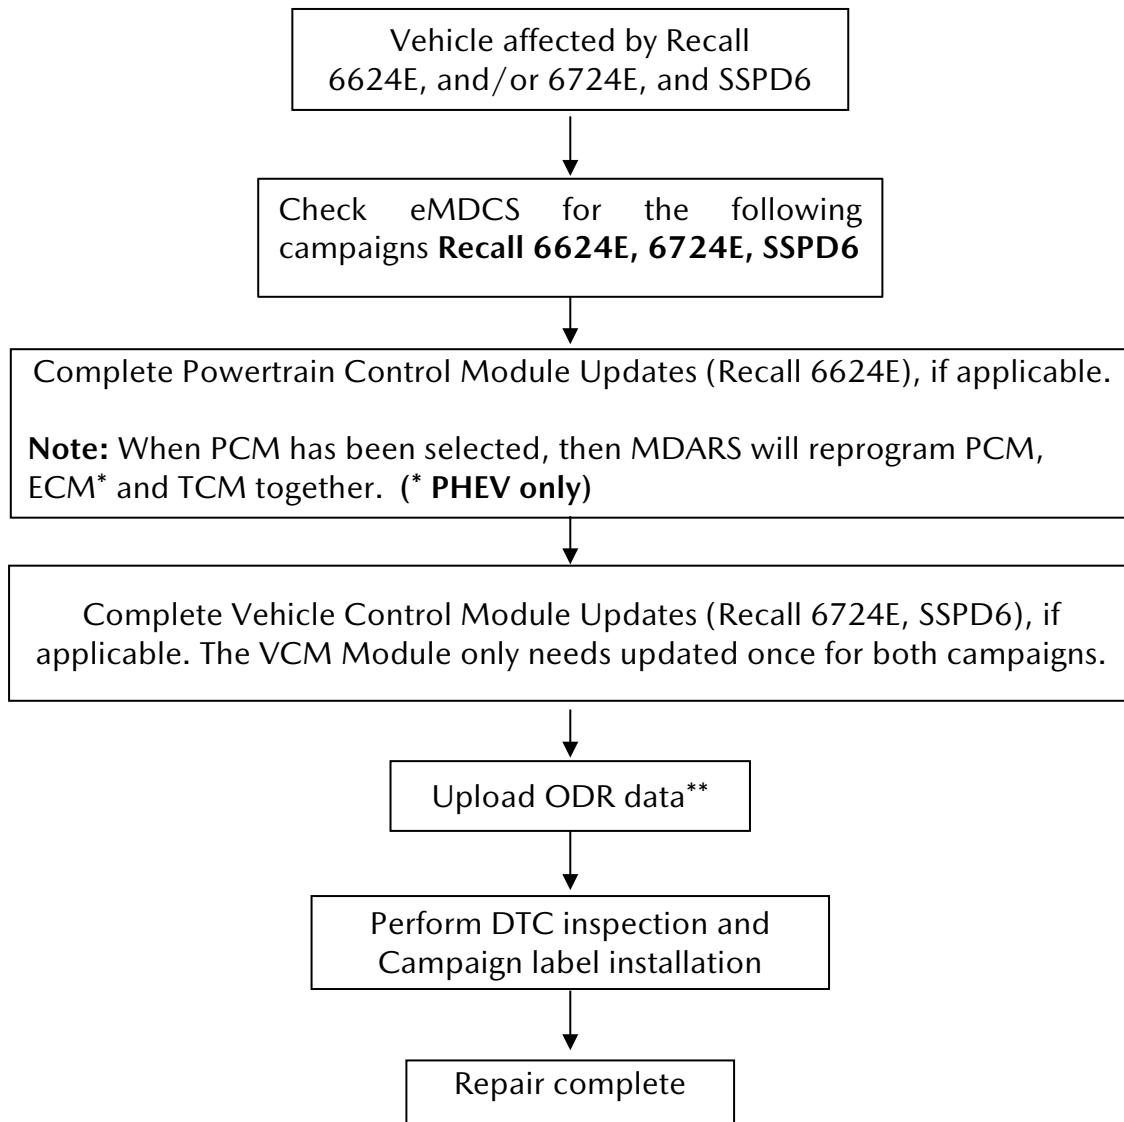 Vehicle affected by Recall
6624E, and/or 6724E, and SSPD6
Check eMDCS for the following
campaigns Recall 6624E, 6724E, SSPD6
Complete Powertrain Control Module Updates (Recall 6624E), if applicable.
Note: When PCM has been selected, then MDARS will reprogram PCM,
ECM* and TCM together. (* PHEV only)
Complete Vehicle Control Module Updates (Recall 6724E, SSPD6), if
applicable. The VCM Module only needs updated once for both campaigns.
Upload ODR data**
Perform DTC inspection and
Campaign label installation
Repair complete